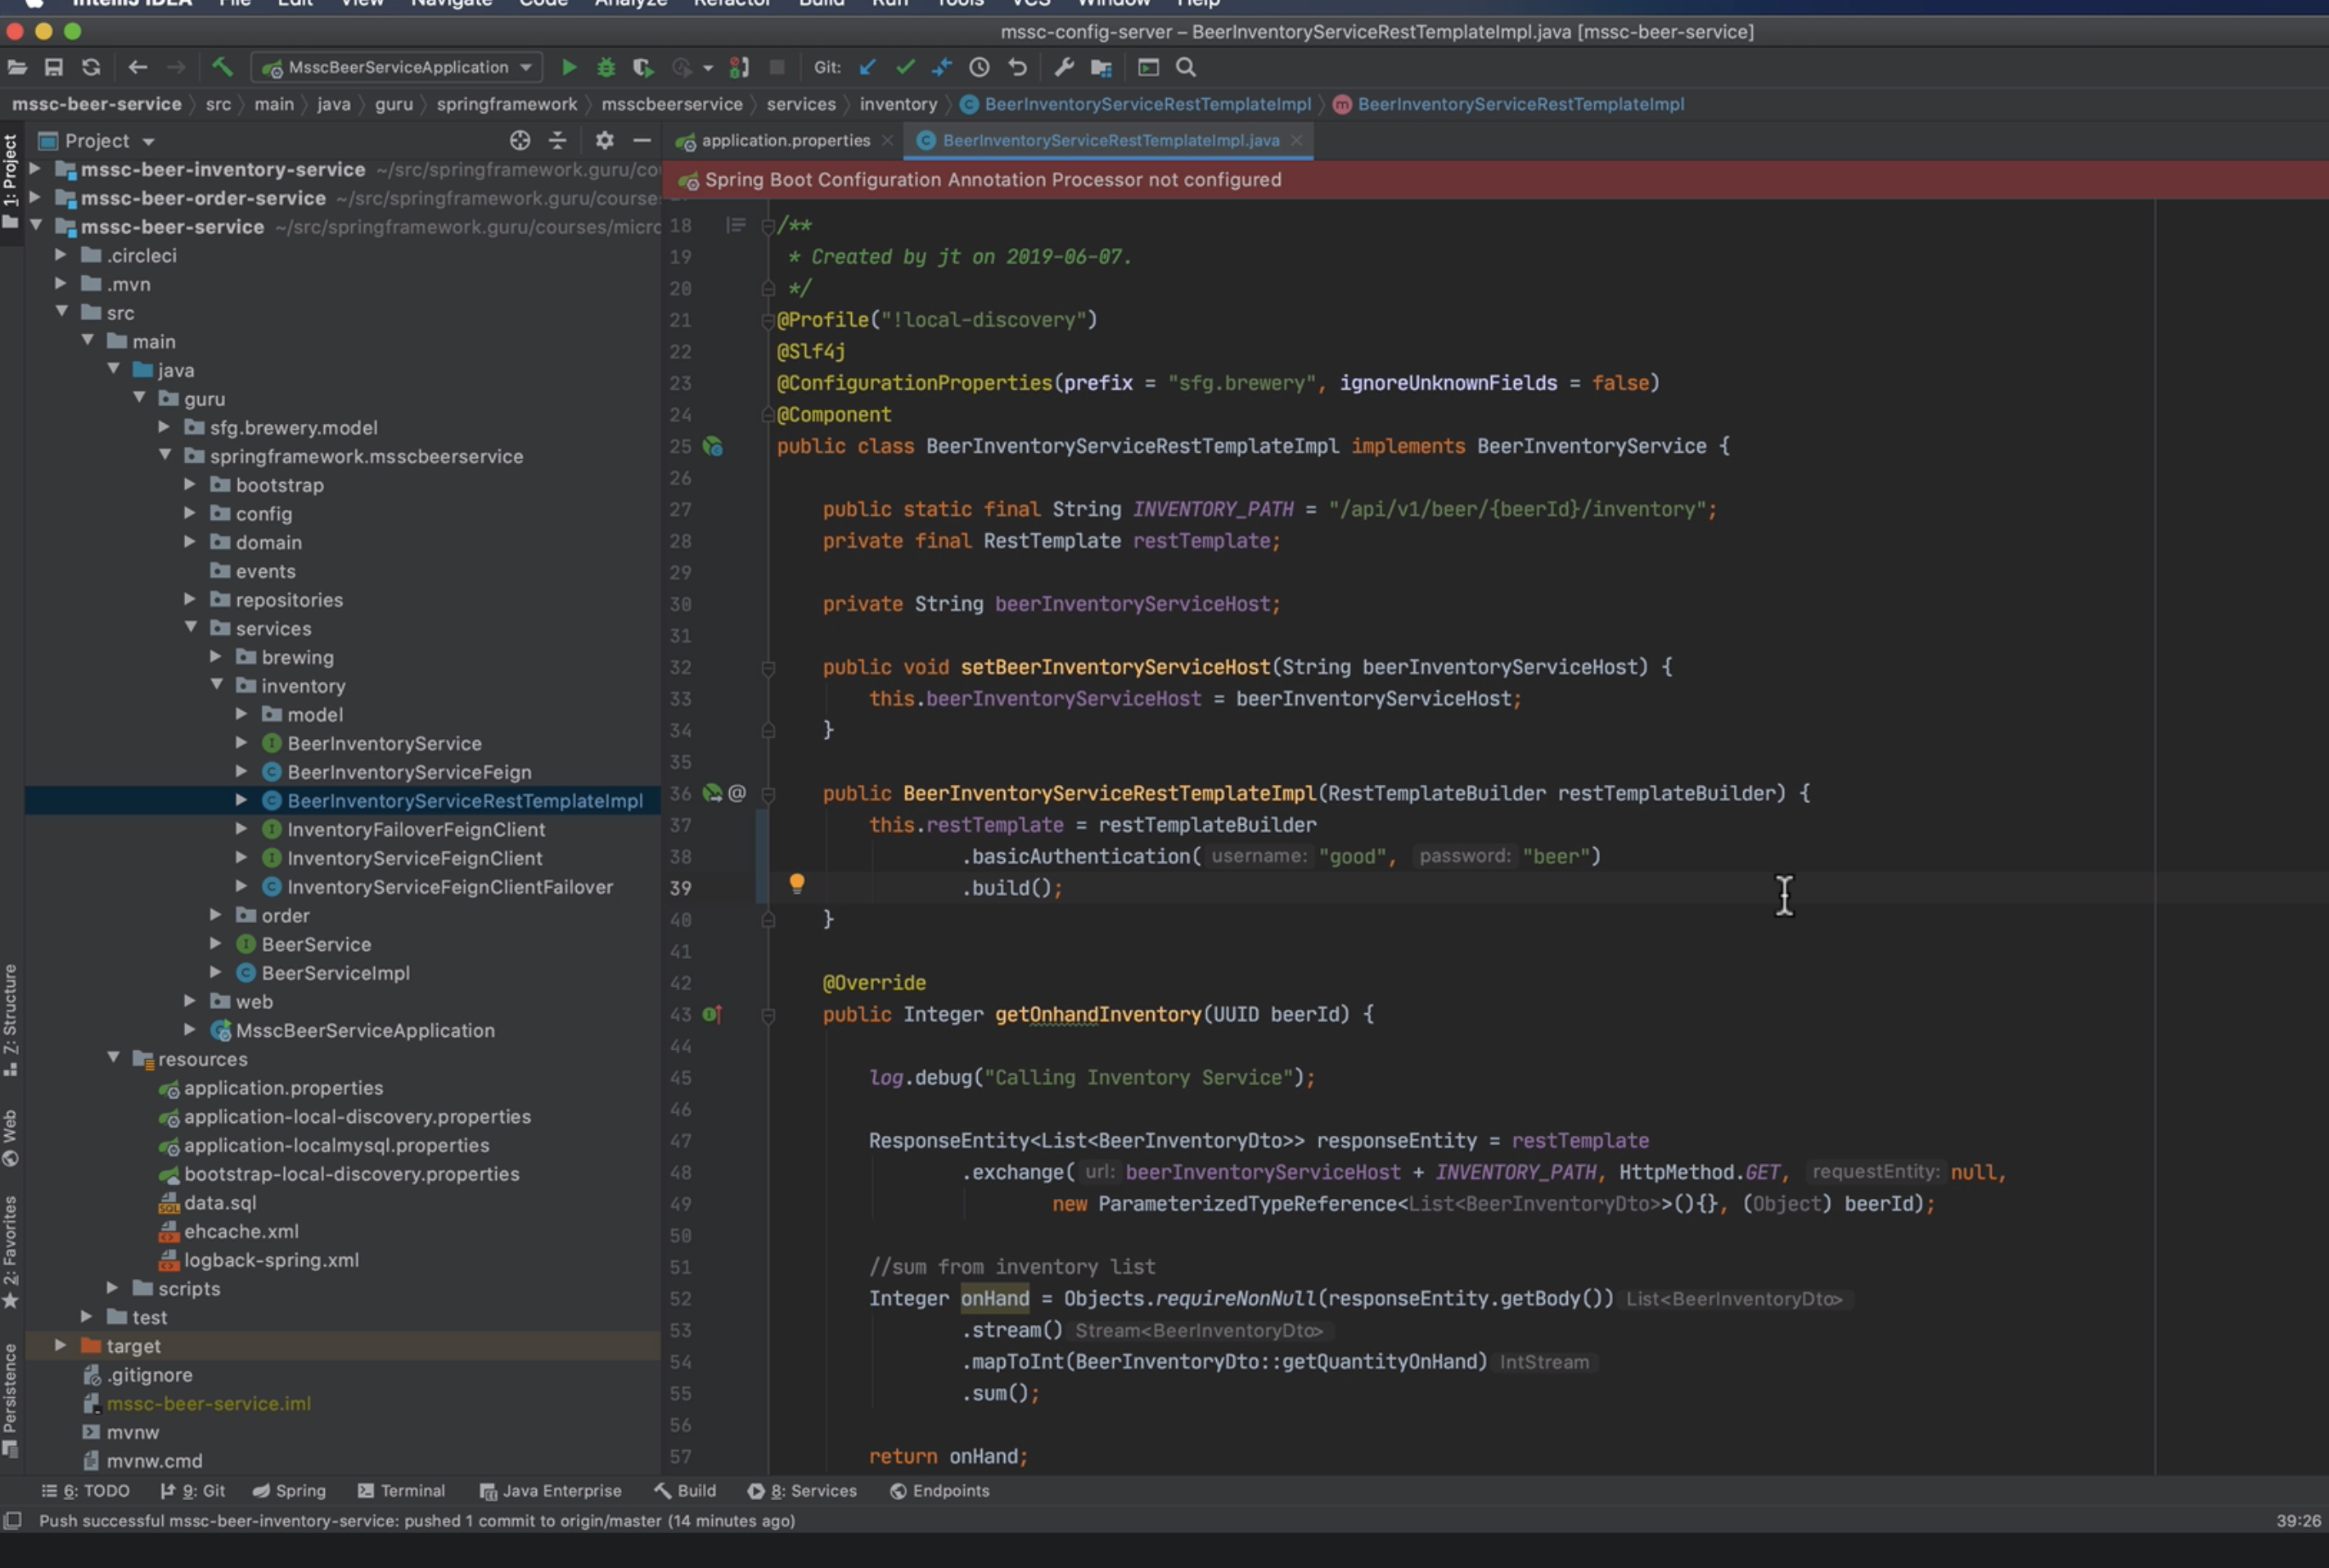 IntelliJ IDEA File Edit View Navigate Code Analyze Refactor Build Run Tools VCS Window Help
mssc-config-server – BeerInventoryServiceRestTemplateImpl.java [mssc-beer-service]
MsscBeerServiceApplication Git:
mssc-beer-service src main java guru springframework msscbeerservice services inventory BeerInventoryServiceRestTemplateImpl BeerInventoryServiceRestTemplateImpl
1: Project
Z: Structure
Web
2: Favorites
Persistence
Project
mssc-beer-inventory-service ~/src/springframework.guru/co
mssc-beer-order-service ~/src/springframework.guru/course
mssc-beer-service ~/src/springframework.guru/courses/micro
.circleci
.mvn
src
main
java
guru
sfg.brewery.model
springframework.msscbeerservice
bootstrap
config
domain
events
repositories
services
brewing
inventory
model
BeerInventoryService
BeerInventoryServiceFeign
BeerInventoryServiceRestTemplateImpl
InventoryFailoverFeignClient
InventoryServiceFeignClient
InventoryServiceFeignClientFailover
order
BeerService
BeerServiceImpl
web
MsscBeerServiceApplication
resources
application.properties
application-local-discovery.properties
application-localmysql.properties
bootstrap-local-discovery.properties
data.sql
ehcache.xml
logback-spring.xml
scripts
test
target
.gitignore
mssc-beer-service.iml
mvnw
mvnw.cmd
application.properties BeerInventoryServiceRestTemplateImpl.java
Spring Boot Configuration Annotation Processor not configured
18 /**
19 * Created by jt on 2019-06-07.
20 */
21 @Profile("!local-discovery")
22 @Slf4j
23 @ConfigurationProperties(prefix = "sfg.brewery", ignoreUnknownFields = false)
24 @Component
25 public class BeerInventoryServiceRestTemplateImpl implements BeerInventoryService {
26
27 public static final String INVENTORY_PATH = "/api/v1/beer/{beerId}/inventory";
28 private final RestTemplate restTemplate;
29
30 private String beerInventoryServiceHost;
31
32 public void setBeerInventoryServiceHost(String beerInventoryServiceHost) {
33 this.beerInventoryServiceHost = beerInventoryServiceHost;
34 }
35
36 @ public BeerInventoryServiceRestTemplateImpl(RestTemplateBuilder restTemplateBuilder) {
37 this.restTemplate = restTemplateBuilder
38 .basicAuthentication( username: "good", password: "beer")
39 .build();
40 }
41
42 @Override
43 public Integer getOnhandInventory(UUID beerId) {
44
45 log.debug("Calling Inventory Service");
46
47 ResponseEntity<List<BeerInventoryDto>> responseEntity = restTemplate
48 .exchange( url: beerInventoryServiceHost + INVENTORY_PATH, HttpMethod.GET, requestEntity: null,
49 new ParameterizedTypeReference<List<BeerInventoryDto>>(){}, (Object) beerId);
50
51 //sum from inventory list
52 Integer onHand = Objects.requireNonNull(responseEntity.getBody()) List<BeerInventoryDto>
53 .stream() Stream<BeerInventoryDto>
54 .mapToInt(BeerInventoryDto::getQuantityOnHand) IntStream
55 .sum();
56
57 return onHand;
6: TODO 9: Git Spring Terminal Java Enterprise Build 8: Services Endpoints
Push successful mssc-beer-inventory-service: pushed 1 commit to origin/master (14 minutes ago) 39:26